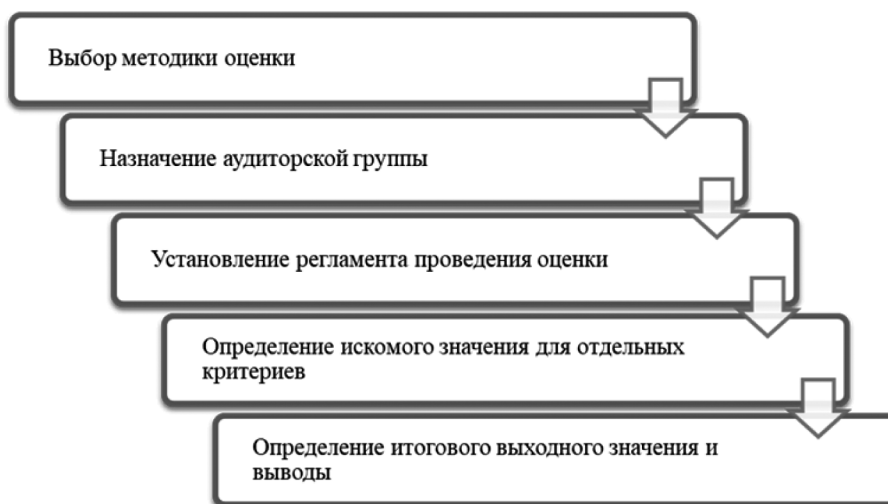 Выбор методики оценки
Назначение аудиторской группы
Установление регламента проведения оценки
Определение искомого значения для отдельных
критериев
Определение итогового выходного значения и
выводы